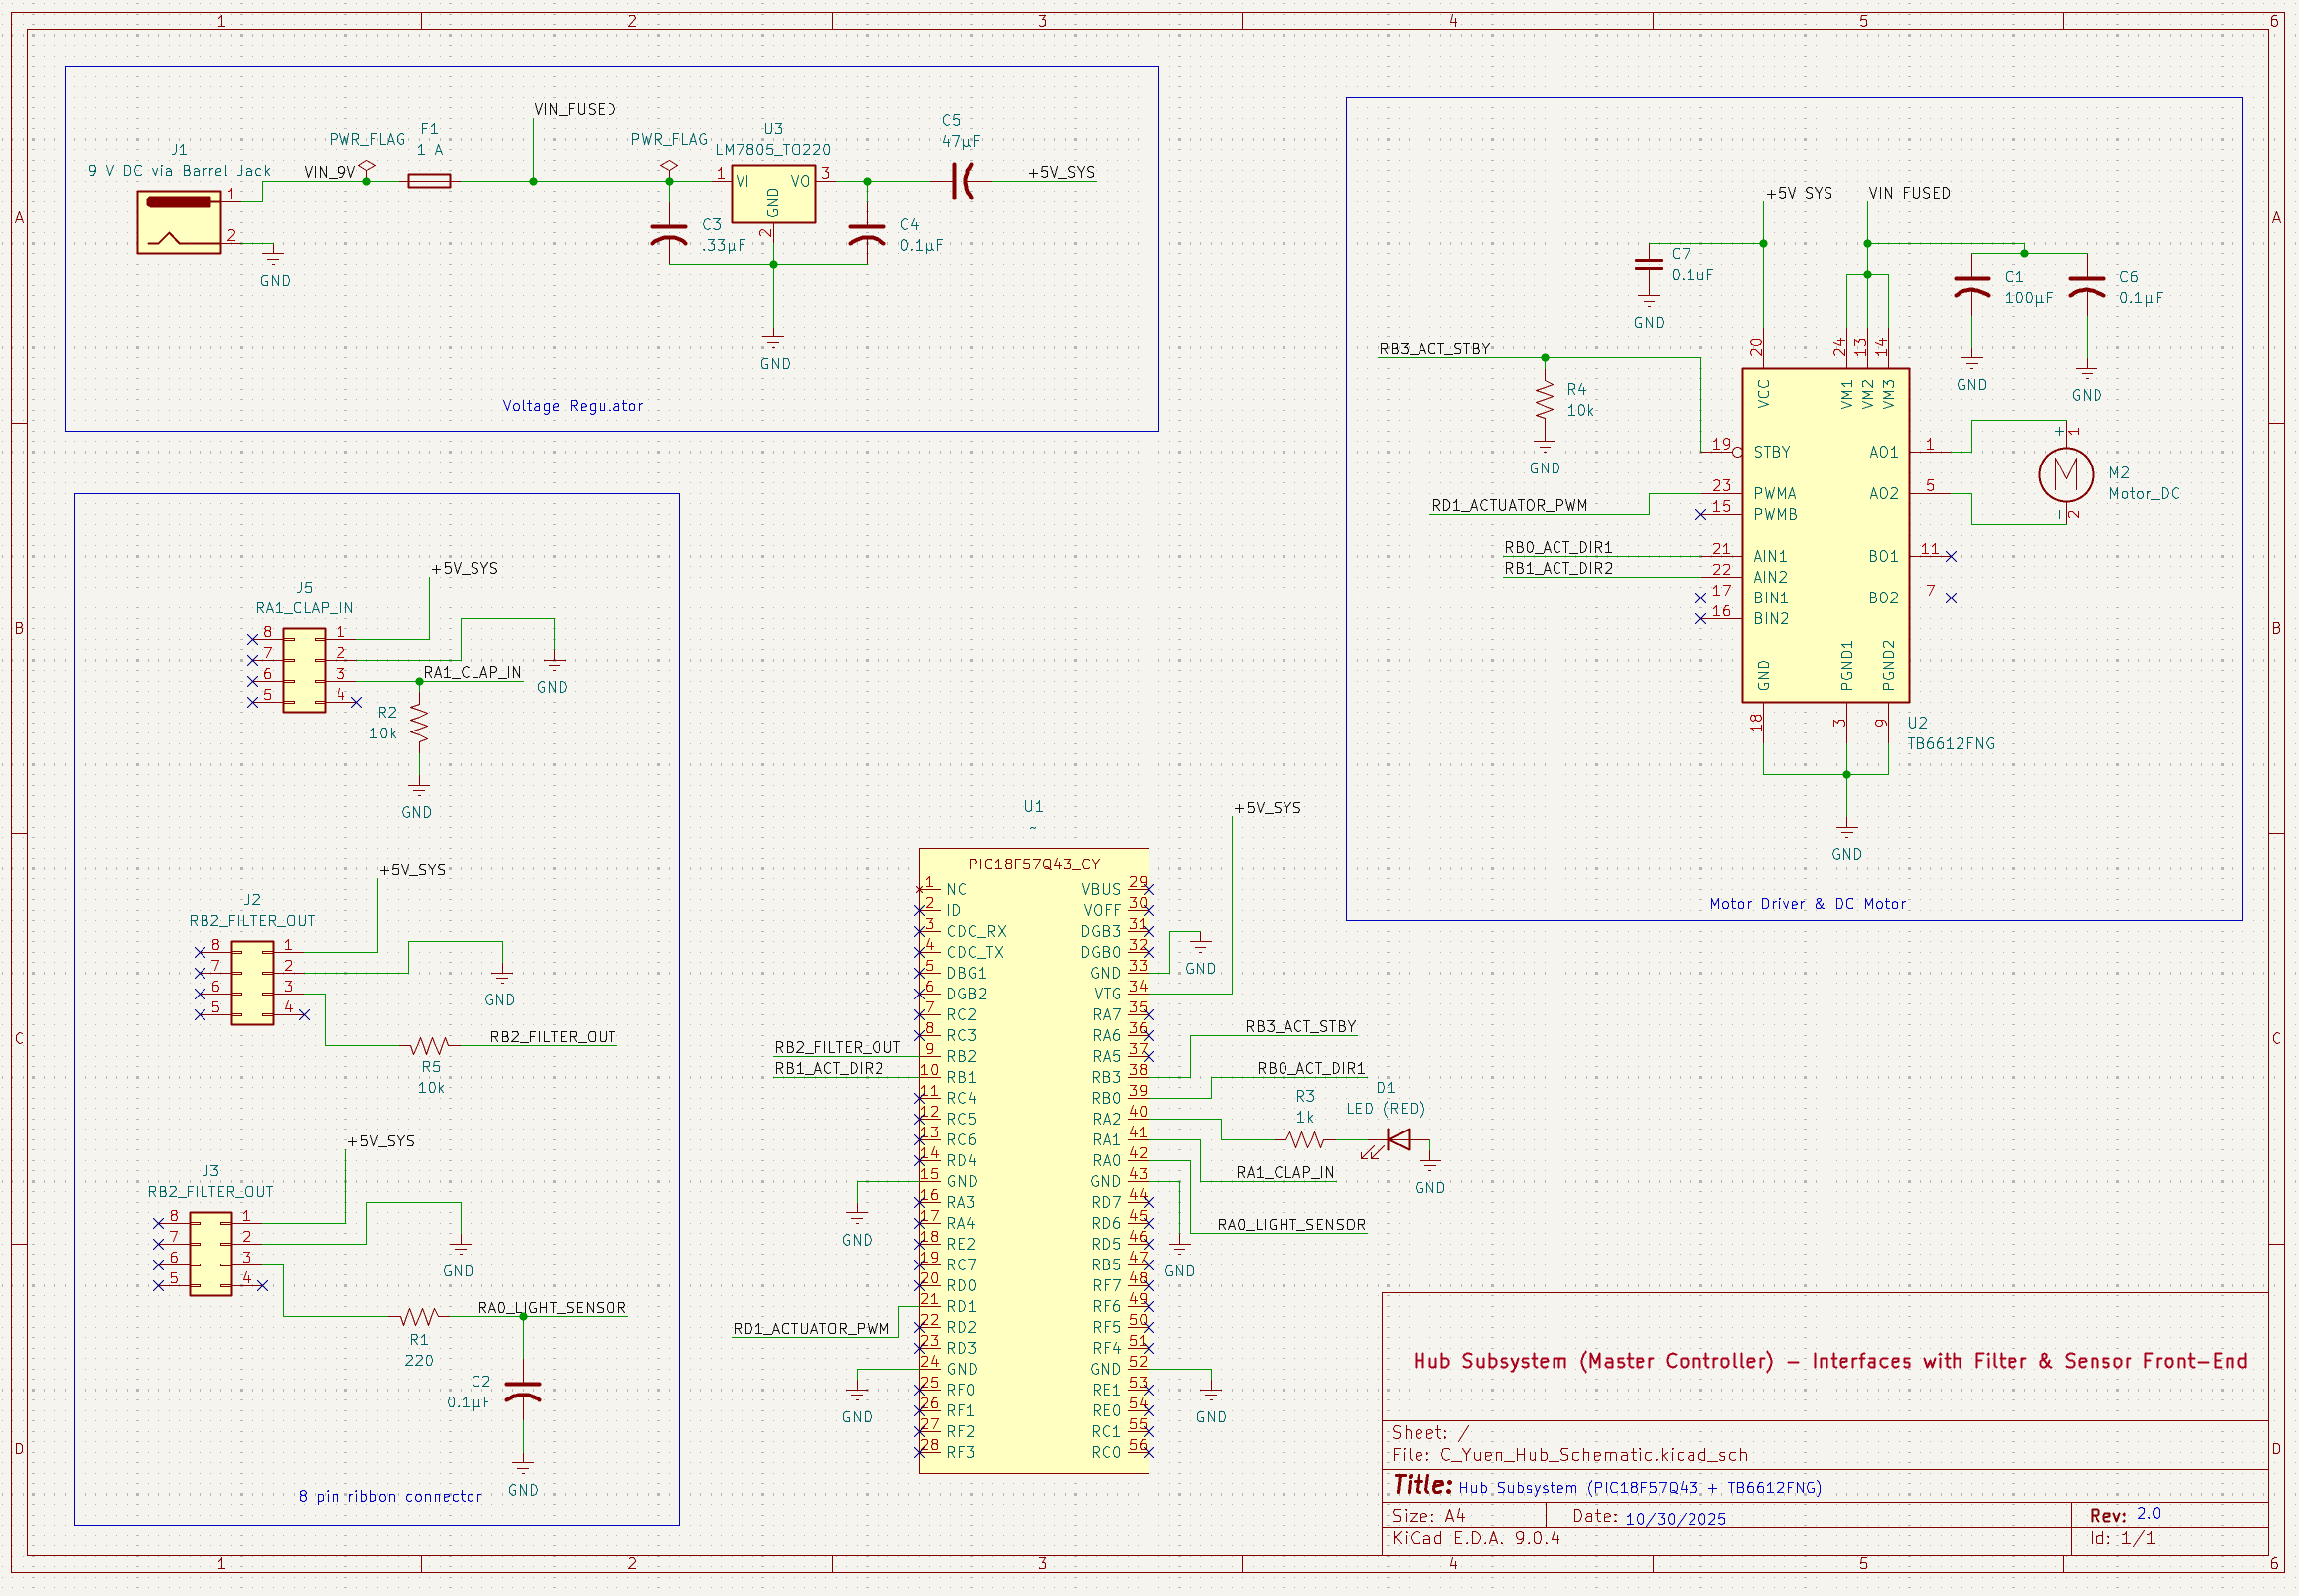 1 2 3 4 5 6
A
B
C
D
VIN_FUSED
PWR_FLAG
F1
1 A
J1
9 V DC via Barrel Jack
VIN_9V
1
2
GND
PWR_FLAG
U3
LM7805_TO220
1 VI VO 3
GND
2
C5
47µF
+5V_SYS
C3
.33µF
C4
0.1µF
GND
Voltage Regulator
+5V_SYS
VIN_FUSED
C7
0.1uF
GND
C1
100µF
GND
C6
0.1µF
GND
RB3_ACT_STBY
R4
10k
GND
20 24 13 14
VCC VM1 VM2 VM3
19 STBY AO1 1
23 PWMA AO2 5
15 PWMB
21 AIN1 BO1 11
22 AIN2
17 BIN1 BO2 7
16 BIN2
GND PGND1 PGND2
18 3 9
RD1_ACTUATOR_PWM
RB0_ACT_DIR1
RB1_ACT_DIR2
+ 1
M
- 2
M2
Motor_DC
U2
TB6612FNG
GND
Motor Driver & DC Motor
+5V_SYS
J5
RA1_CLAP_IN
8 1
7 2
6 3
5 4
GND
RA1_CLAP_IN
R2
10k
GND
+5V_SYS
J2
RB2_FILTER_OUT
8 1
7 2
6 3
5 4
GND
RB2_FILTER_OUT
R5
10k
+5V_SYS
J3
RB2_FILTER_OUT
8 1
7 2
6 3
5 4
GND
RA0_LIGHT_SENSOR
R1
220
C2
0.1µF
GND
8 pin ribbon connector
U1
~
+5V_SYS
PIC18F57Q43_CY
1 NC VBUS 29
2 ID VOFF 30
3 CDC_RX DGB3 31
4 CDC_TX DGB0 32
5 DBG1 GND 33
6 DGB2 VTG 34
7 RC2 RA7 35
8 RC3 RA6 36
9 RB2 RA5 37
10 RB1 RB3 38
11 RC4 RB0 39
12 RC5 RA2 40
13 RC6 RA1 41
14 RD4 RA0 42
15 GND GND 43
16 RA3 RD7 44
17 RA4 RD6 45
18 RE2 RD5 46
19 RC7 RB5 47
20 RD0 RF7 48
21 RD1 RF6 49
22 RD2 RF5 50
23 RD3 RF4 51
24 GND GND 52
25 RF0 RE1 53
26 RF1 RE0 54
27 RF2 RC1 55
28 RF3 RC0 56
RB2_FILTER_OUT
RB1_ACT_DIR2
GND
RD1_ACTUATOR_PWM
GND
GND
RB3_ACT_STBY
RB0_ACT_DIR1
R3
1k
D1
LED (RED)
GND
RA1_CLAP_IN
RA0_LIGHT_SENSOR
GND
GND
Hub Subsystem (Master Controller) - Interfaces with Filter & Sensor Front-End
Sheet: /
File: C_Yuen_Hub_Schematic.kicad_sch
Title: Hub Subsystem (PIC18F57Q43 + TB6612FNG)
Size: A4 Date: 10/30/2025 Rev: 2.0
KiCad E.D.A. 9.0.4 Id: 1/1
A
B
C
D
1 2 3 4 5 6